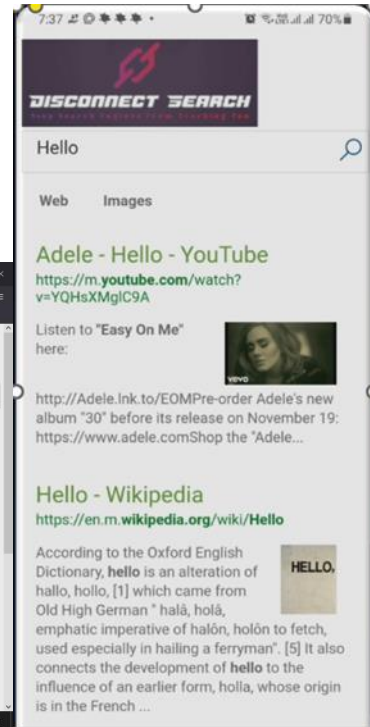 7:37
70%
DISCONNECT SEARCH
Hello
Web Images
Adele - Hello - YouTube
https://m.youtube.com/watch?
v=YQHsXMglC9A
Listen to "Easy On Me"
here:
vevo
http://Adele.lnk.to/EOMPre-order Adele's new
album "30" before its release on November 19:
https://www.adele.comShop the "Adele...
Hello - Wikipedia
https://en.m.wikipedia.org/wiki/Hello
According to the Oxford English
HELLO,
Dictionary, hello is an alteration of
hallo, hollo, [1] which came from
Old High German " halâ, holâ,
emphatic imperative of halôn, holôn to fetch,
used especially in hailing a ferryman". [5] It also
connects the development of hello to the
influence of an earlier form, holla, whose origin
is in the French ...